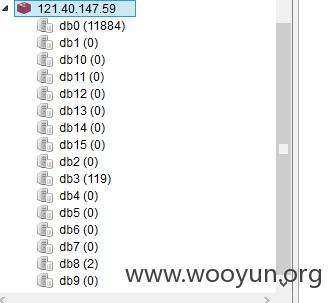 121.40.147.59
db0 (11884)
db1 (0)
db10 (0)
db11 (0)
db12 (0)
db13 (0)
db14 (0)
db15 (0)
db2 (0)
db3 (119)
db4 (0)
db5 (0)
db6 (0)
db7 (0)
db8 (2)
db9 (0)
www.wooyun.org